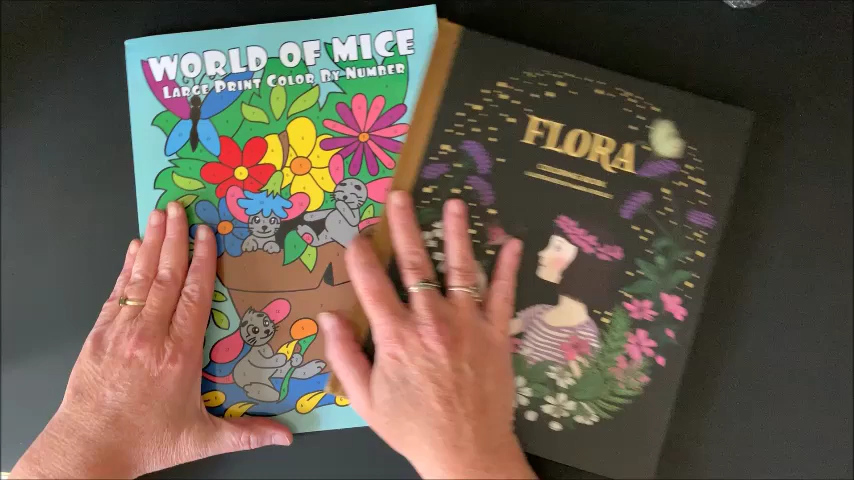 WORLD OF MICE
LARGE PRINT COLOR BY NUMBER
FLORA